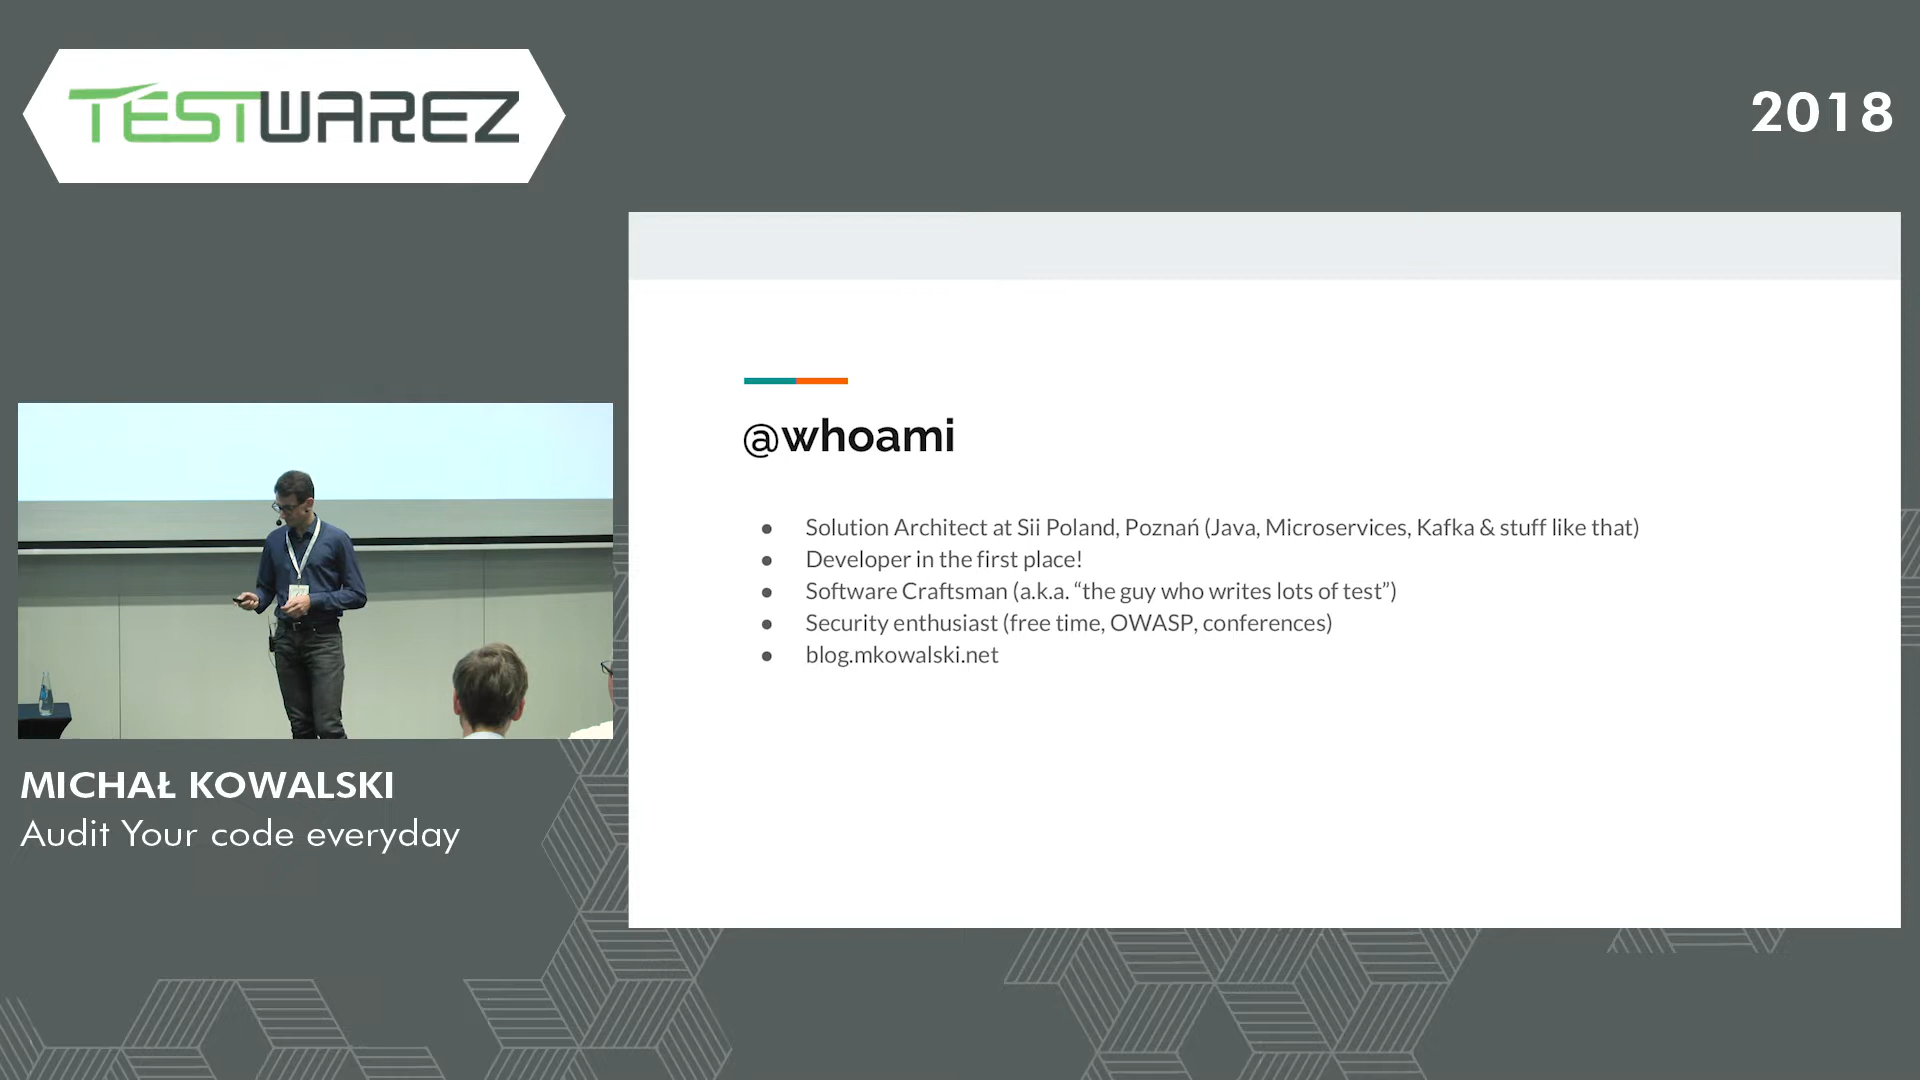 TESTWAREZ
2018
@whoami
● Solution Architect at Sii Poland, Poznań (Java, Microservices, Kafka & stuff like that)
● Developer in the first place!
● Software Craftsman (a.k.a. “the guy who writes lots of test”)
● Security enthusiast (free time, OWASP, conferences)
● blog.mkowalski.net
MICHAŁ KOWALSKI
Audit Your code everyday